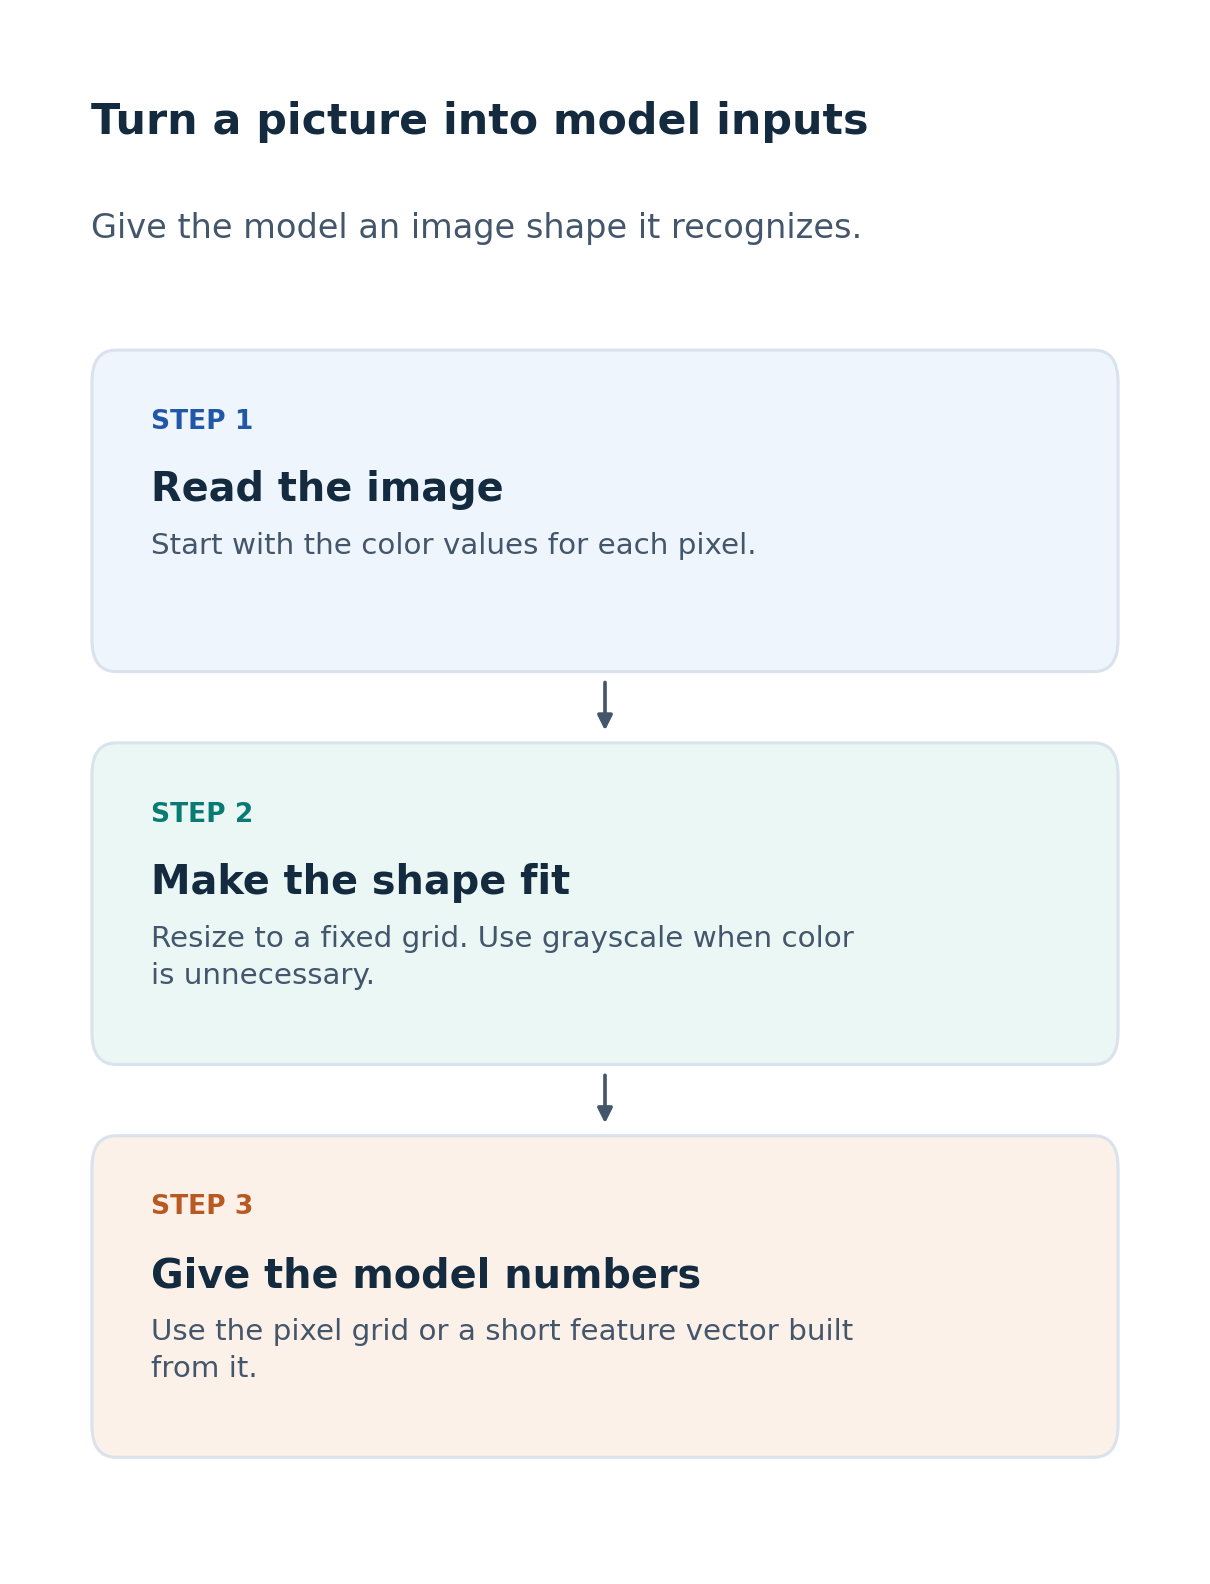 Turn a picture into model inputs
Give the model an image shape it recognizes.
STEP 1
Read the image
Start with the color values for each pixel.
STEP 2
Make the shape fit
Resize to a fixed grid. Use grayscale when color
is unnecessary.
STEP 3
Give the model numbers
Use the pixel grid or a short feature vector built
from it.